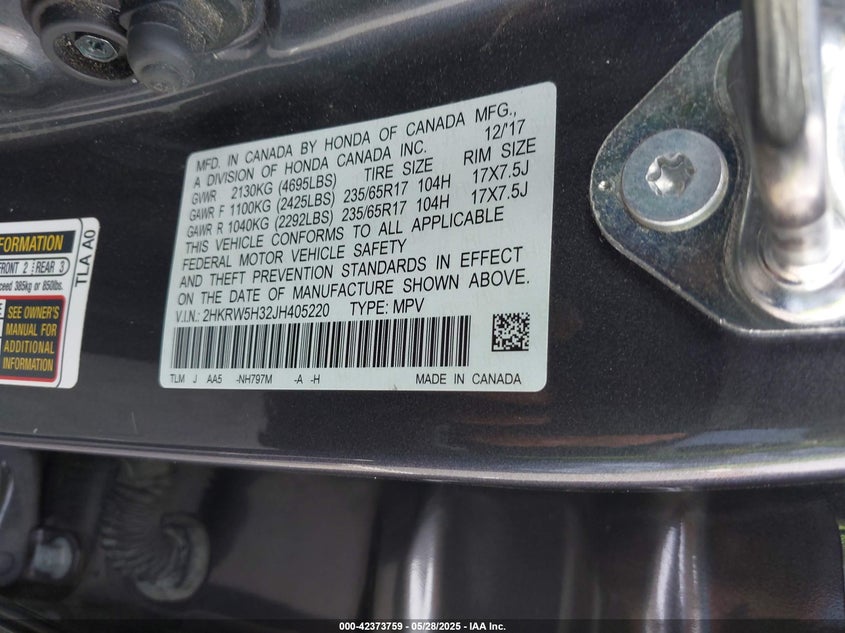 MFD. IN CANADA BY HONDA OF CANADA MFG.,
A DIVISION OF HONDA CANADA INC. 12/'17
GVWR 2130KG (4695LBS) TIRE SIZE RIM SIZE
GAWR F 1100KG (2425LBS) 235/65R17 104H 17X7.5J
GAWR R 1040KG (2292LBS) 235/65R17 104H 17X7.5J
THIS VEHICLE CONFORMS TO ALL APPLICABLE
FEDERAL MOTOR VEHICLE SAFETY
AND THEFT PREVENTION STANDARDS IN EFFECT
ON THE DATE OF MANUFACTURE SHOWN ABOVE.
V.I.N.: 2HKRW5H32JH405220 TYPE: MPV
TLM J AA5 -NH797M -A -H MADE IN CANADA
FORMATION
FRONT 2 REAR 3
xceed 385kg or 850lbs.
SEE OWNER'S
MANUAL FOR
ADDITIONAL
INFORMATION
TLA A0
000-42373759 - 05/28/2025 - IAA Inc.